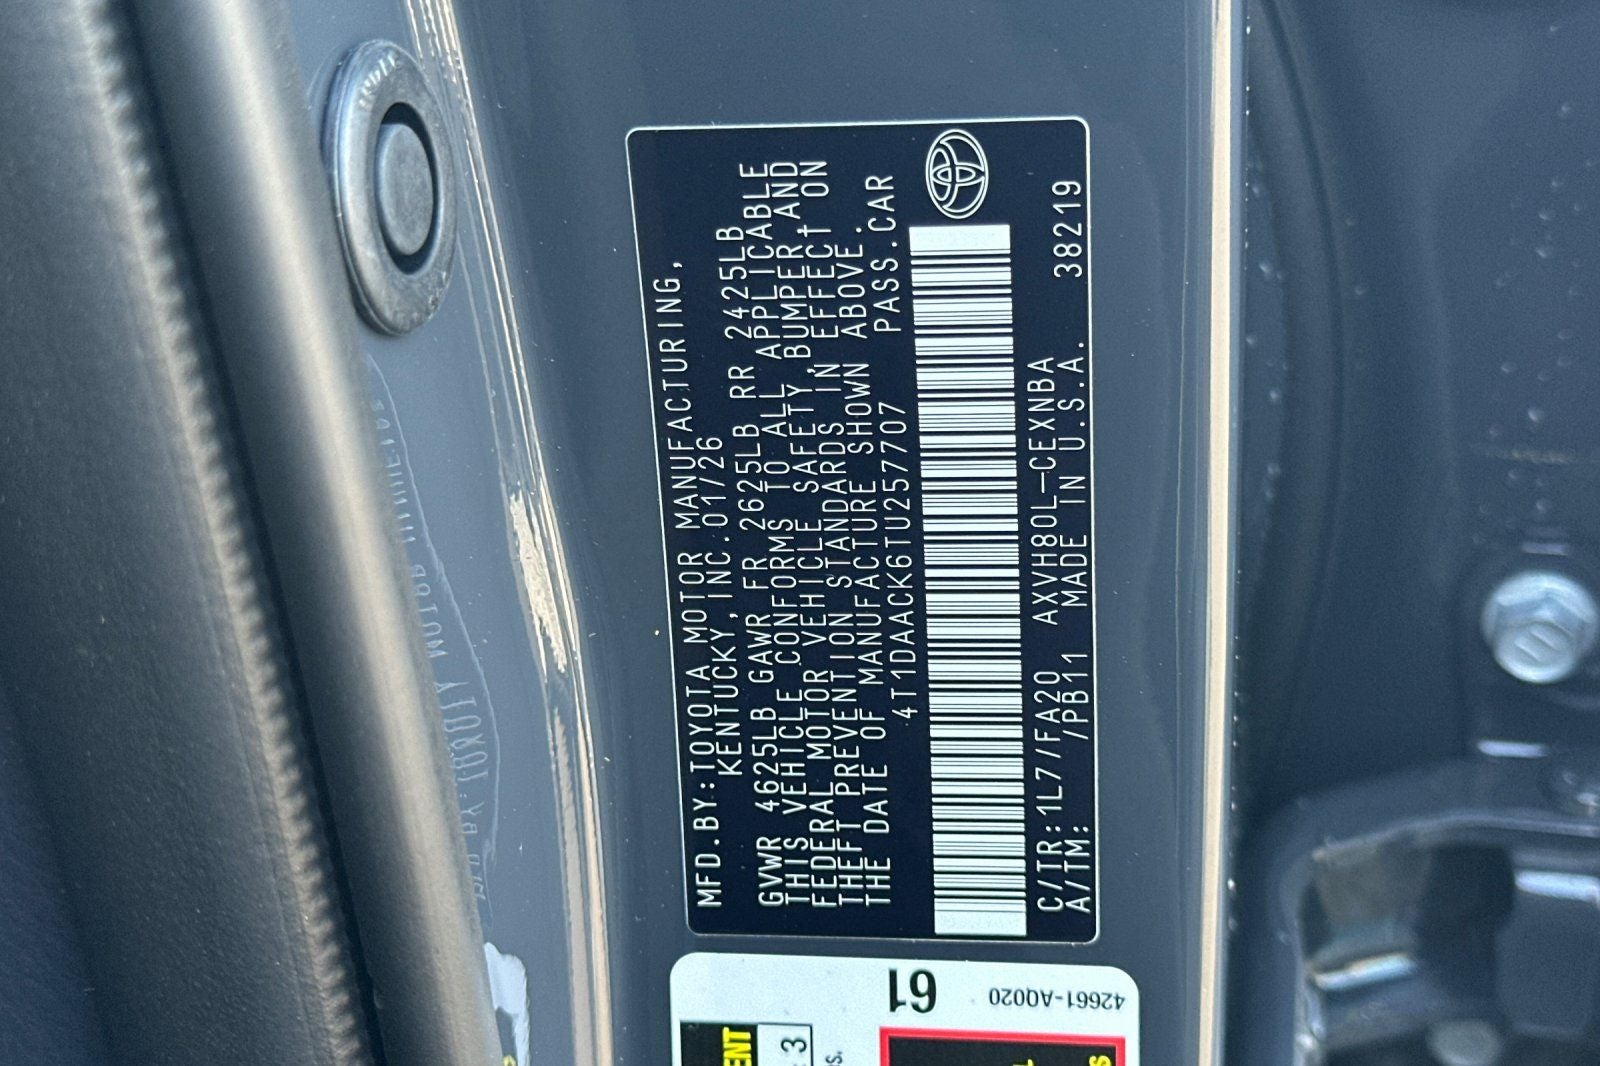 MFD.BY:TOYOTA MOTOR MANUFACTURING,
KENTUCKY, INC. 01/26
GVWR 4625LB GAWR FR 2625LB RR 2425LB
THIS VEHICLE CONFORMS TO ALL APPLICABLE
FEDERAL MOTOR VEHICLE SAFETY, BUMPER, AND
THEFT PREVENTION STANDARDS IN EFFECT ON
THE DATE OF MANUFACTURE SHOWN ABOVE.
4T1DAACK6TU257707 PASS.CAR
C/TR:1L7/FA20 AXVH80L-CEXNBA 38219
A/TM: /PB11 MADE IN U.S.A.
61
42661-AQ020
3